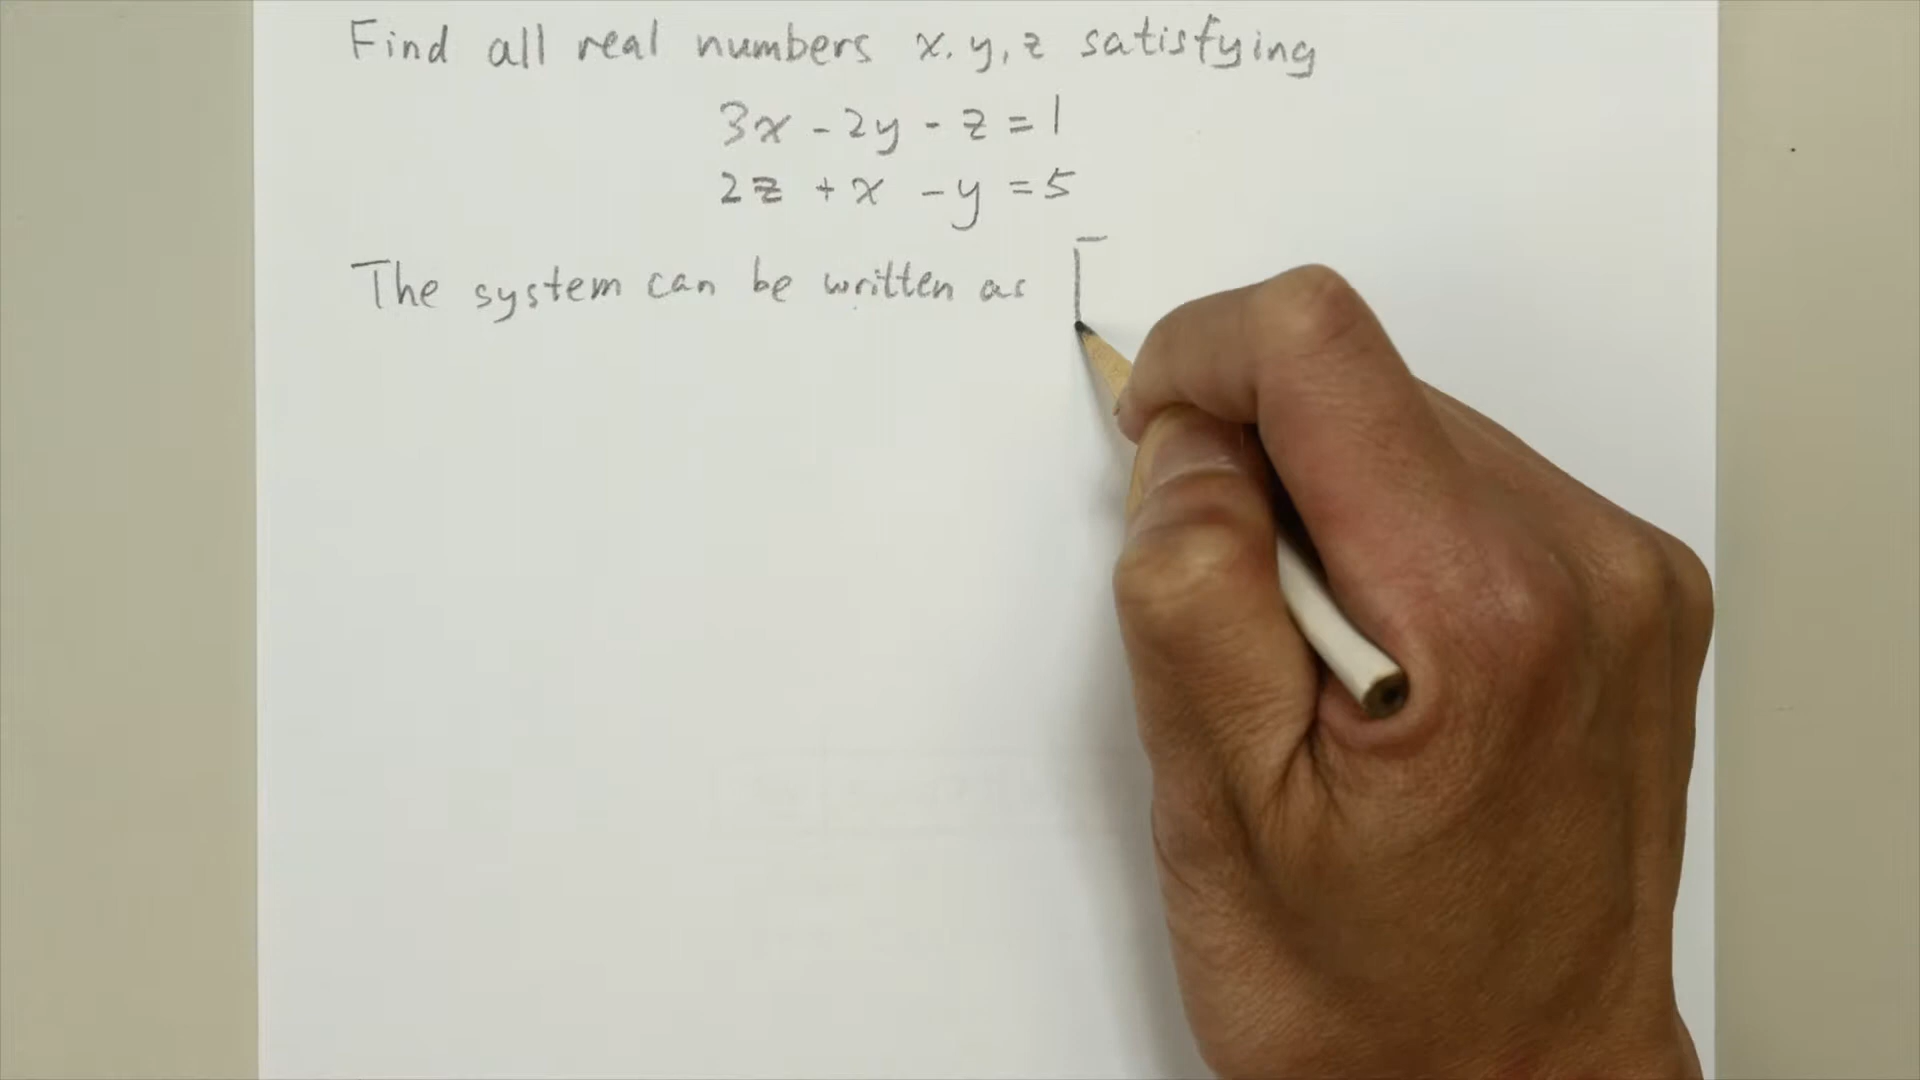 Find all real numbers x, y, z satisfying
3x - 2y - z = 1
2z + x - y = 5
The system can be written as [